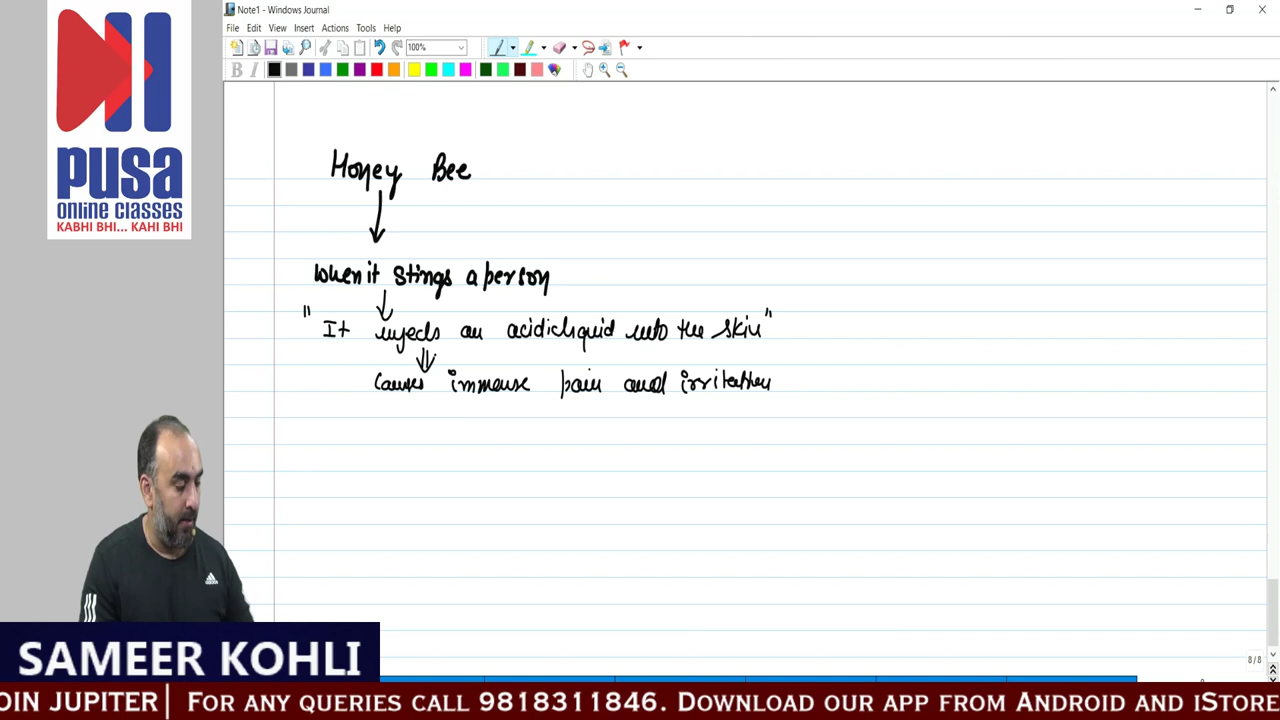 Note1 - Windows Journal
File Edit View Insert Actions Tools Help
100%
B I
PUSA
ONLINE CLASSES
KABHI BHI... KAHI BHI
Honey Bee
When it stings a person
" It injects an acidic liquid into the skin "
Causes immense pain and irritation
8 / 8
SAMEER KOHLI
OIN JUPITER| FOR ANY QUERIES CALL 9818311846. DOWNLOAD OUR APP FROM ANDROID AND ISTORE